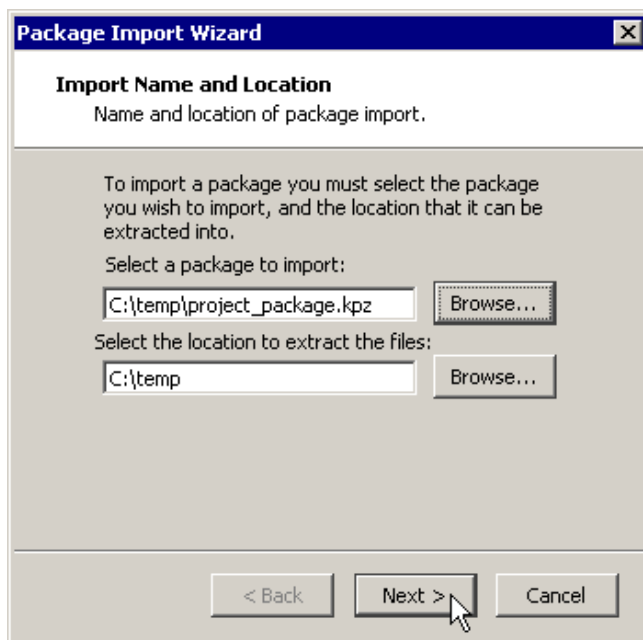 Package Import Wizard
Import Name and Location
Name and location of package import.
To import a package you must select the package
you wish to import, and the location that it can be
extracted into.
Select a package to import:
C:\temp\project_package.kpz
Browse...
Select the location to extract the files:
C:\temp
Browse...
< Back
Next >
Cancel